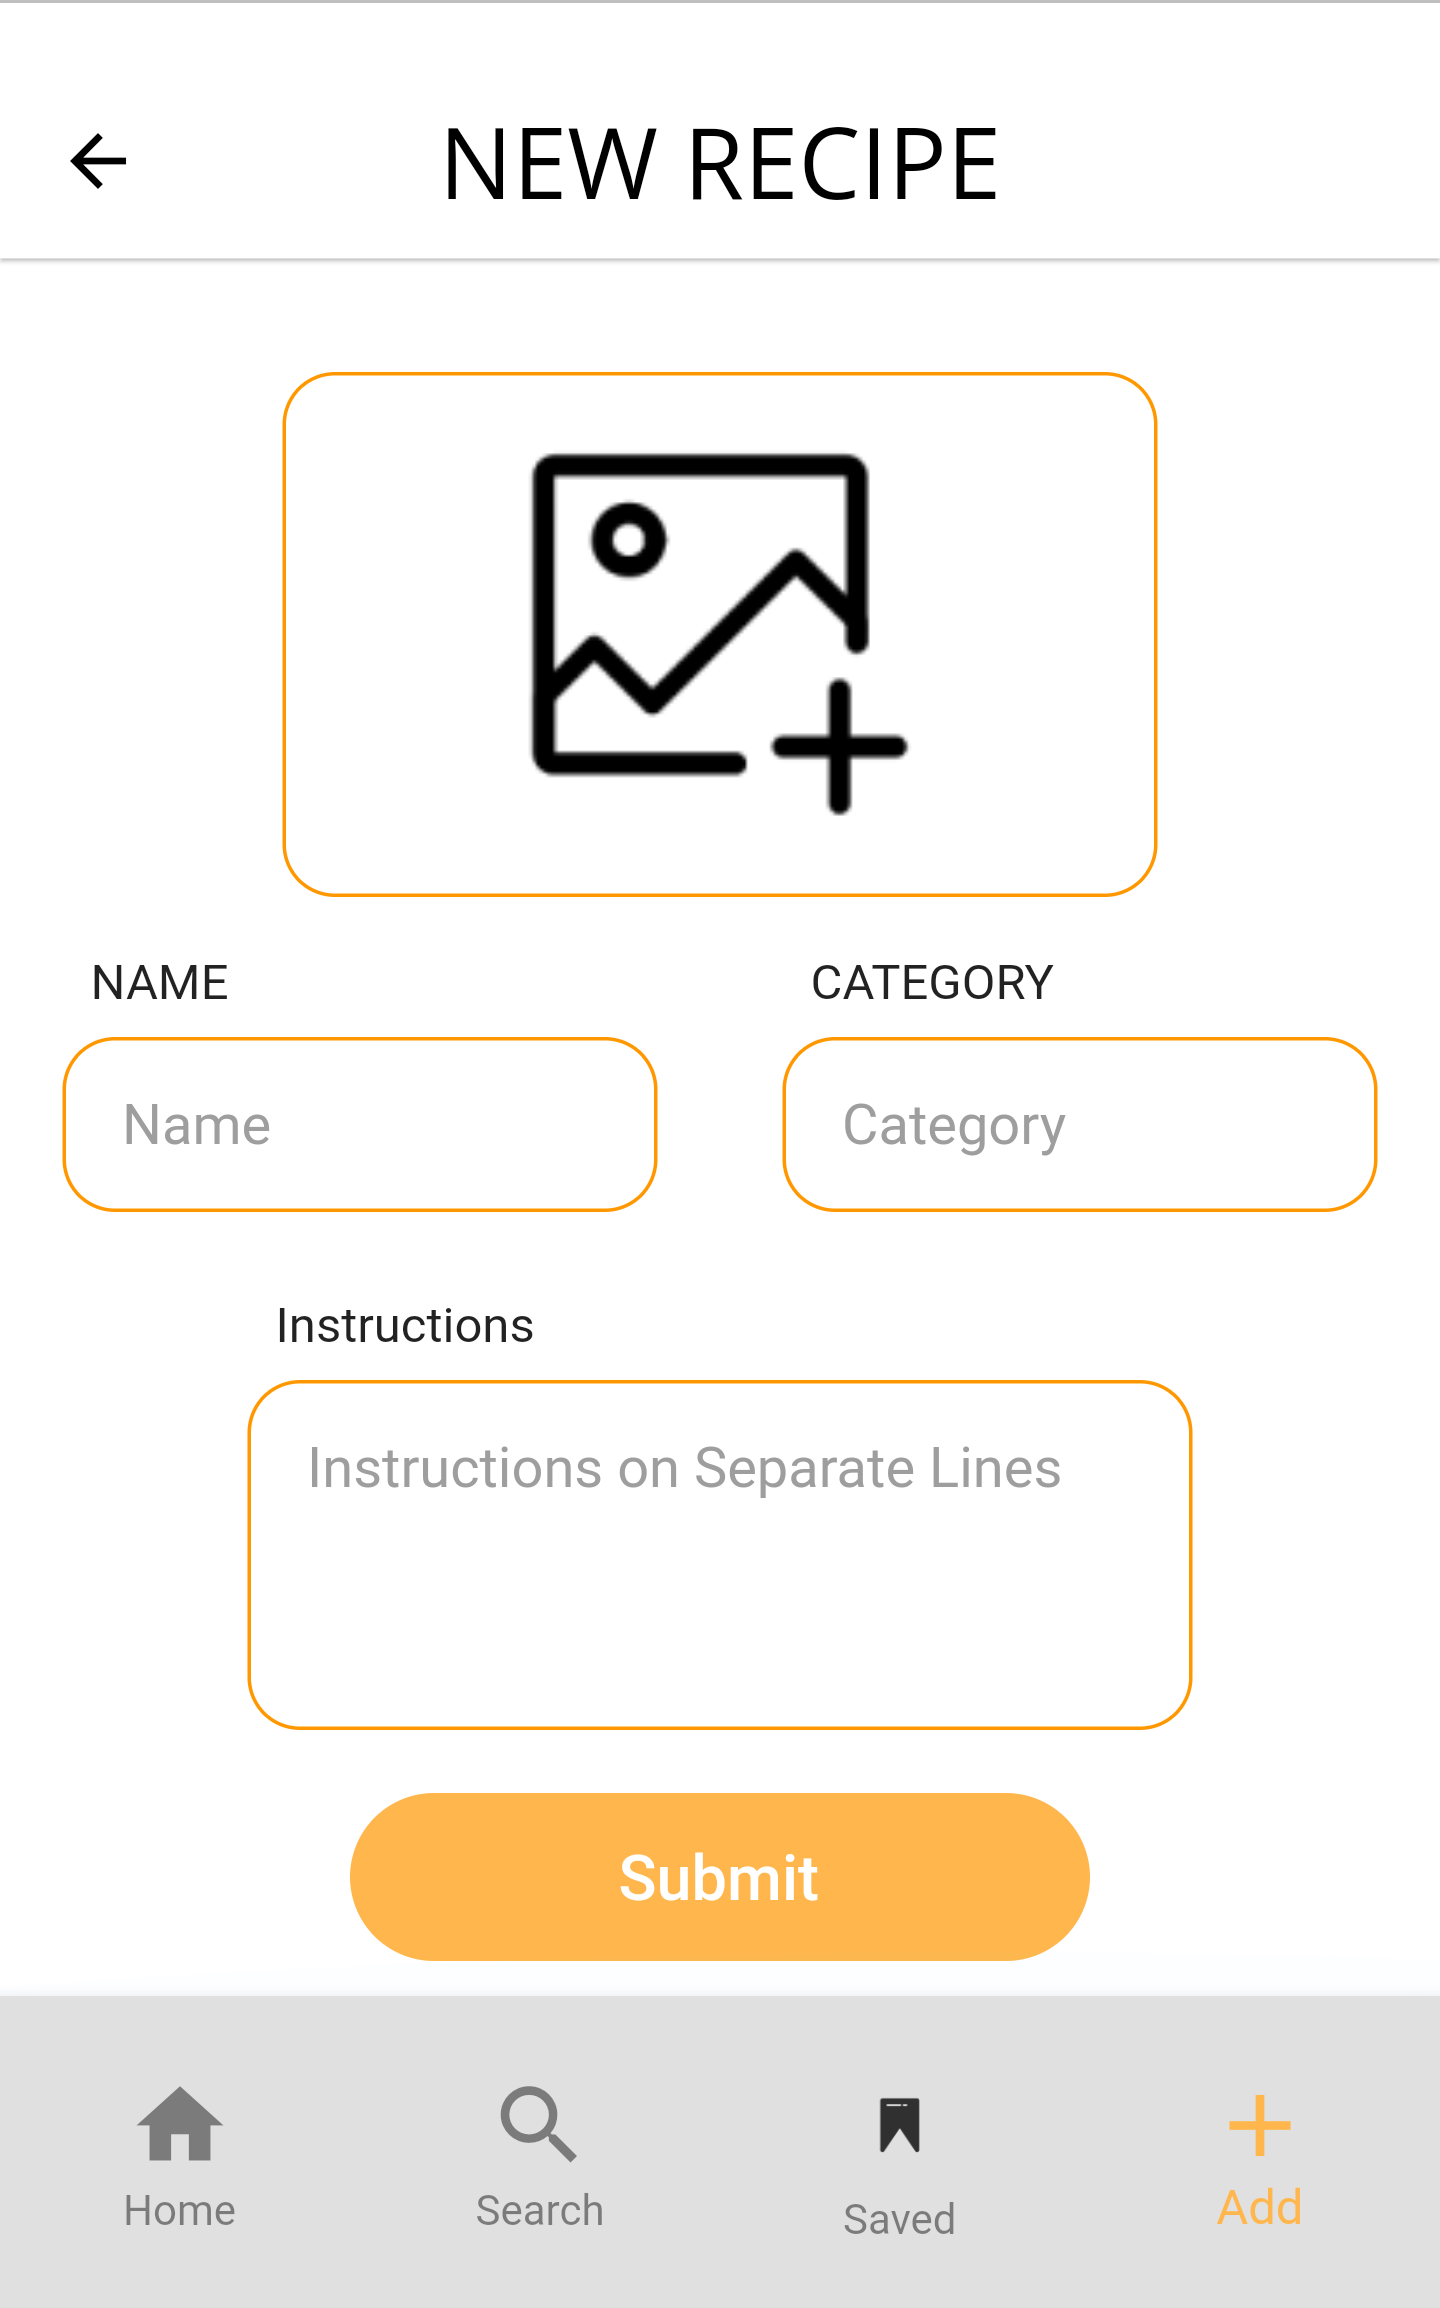 NEW RECIPE
NAME
CATEGORY
Name
Category
Instructions
Instructions on Separate Lines
Submit
Home
Search
Saved
Add